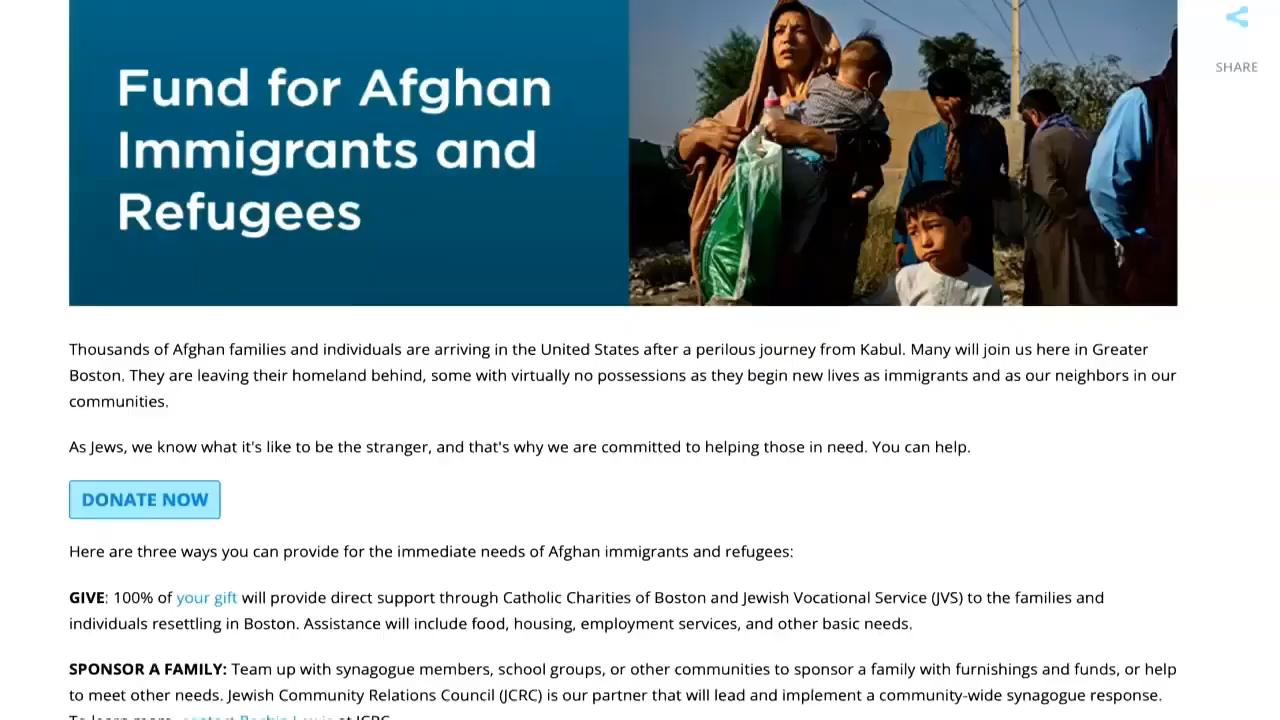 Fund for Afghan
Immigrants and
Refugees
SHARE
Thousands of Afghan families and individuals are arriving in the United States after a perilous journey from Kabul. Many will join us here in Greater
Boston. They are leaving their homeland behind, some with virtually no possessions as they begin new lives as immigrants and as our neighbors in our
communities.
As Jews, we know what it's like to be the stranger, and that's why we are committed to helping those in need. You can help.
DONATE NOW
Here are three ways you can provide for the immediate needs of Afghan immigrants and refugees:
GIVE: 100% of your gift will provide direct support through Catholic Charities of Boston and Jewish Vocational Service (JVS) to the families and
individuals resettling in Boston. Assistance will include food, housing, employment services, and other basic needs.
SPONSOR A FAMILY: Team up with synagogue members, school groups, or other communities to sponsor a family with furnishings and funds, or help
to meet other needs. Jewish Community Relations Council (JCRC) is our partner that will lead and implement a community-wide synagogue response.
To learn more, contact